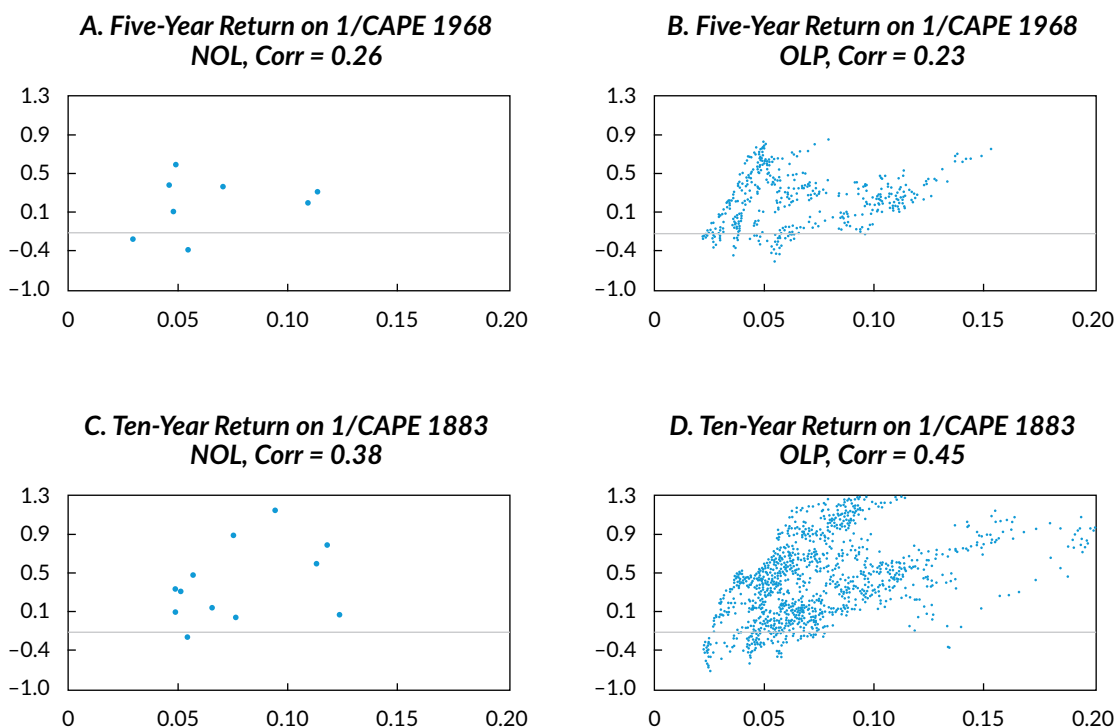 A. Five-Year Return on 1/CAPE 1968
NOL, Corr = 0.26
1.3
0.9
0.5
0.1
–0.4
–1.0
0 0.05 0.10 0.15 0.20
B. Five-Year Return on 1/CAPE 1968
OLP, Corr = 0.23
1.3
0.9
0.5
0.1
–0.4
–1.0
0 0.05 0.10 0.15 0.20
C. Ten-Year Return on 1/CAPE 1883
NOL, Corr = 0.38
1.3
0.9
0.5
0.1
–0.4
–1.0
0 0.05 0.10 0.15 0.20
D. Ten-Year Return on 1/CAPE 1883
OLP, Corr = 0.45
1.3
0.9
0.5
0.1
–0.4
–1.0
0 0.05 0.10 0.15 0.20